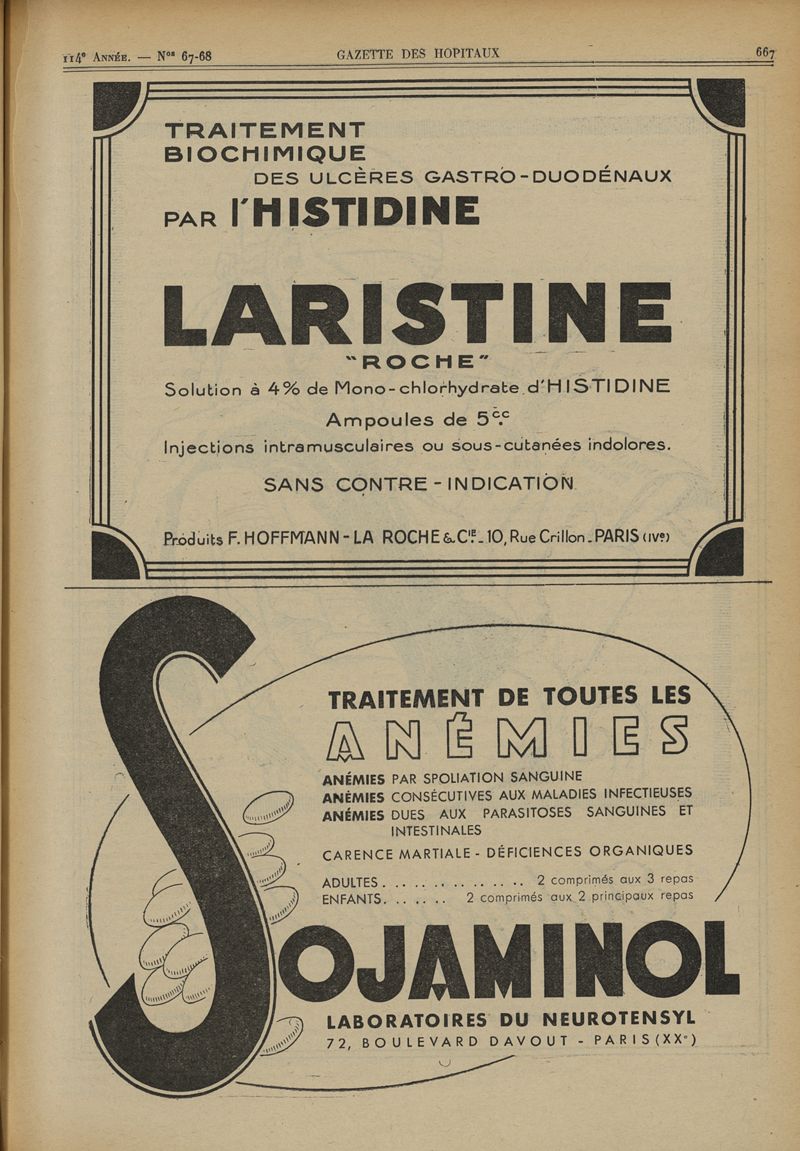 114e ANNÉE. — Nos 67-68 GAZETTE DES HOPITAUX 667
TRAITEMENT
BIOCHIMIQUE
DES ULCÈRES GASTRO-DUODÉNAUX
PAR l'HISTIDINE
LARISTINE
"ROCHE"
Solution à 4% de Mono-chlorhydrate d'HISTIDINE
Ampoules de 5cc.
Injections intramusculaires ou sous-cutanées indolores.
SANS CONTRE-INDICATION
Produits F. HOFFMANN-LA ROCHE & Cie. 10, Rue Crillon. PARIS (IVe)
TRAITEMENT DE TOUTES LES
ANÉMIES
ANÉMIES PAR SPOLIATION SANGUINE
ANÉMIES CONSÉCUTIVES AUX MALADIES INFECTIEUSES
ANÉMIES DUES AUX PARASITOSES SANGUINES ET
INTESTINALES
CARENCE MARTIALE - DÉFICIENCES ORGANIQUES
ADULTES. . . . . . . . . . . . . . 2 comprimés aux 3 repas
ENFANTS. . . . . . . 2 comprimés aux 2 principaux repas
SOJAMINOL
LABORATOIRES DU NEUROTENSYL
72, BOULEVARD DAVOUT - PARIS (XXe)